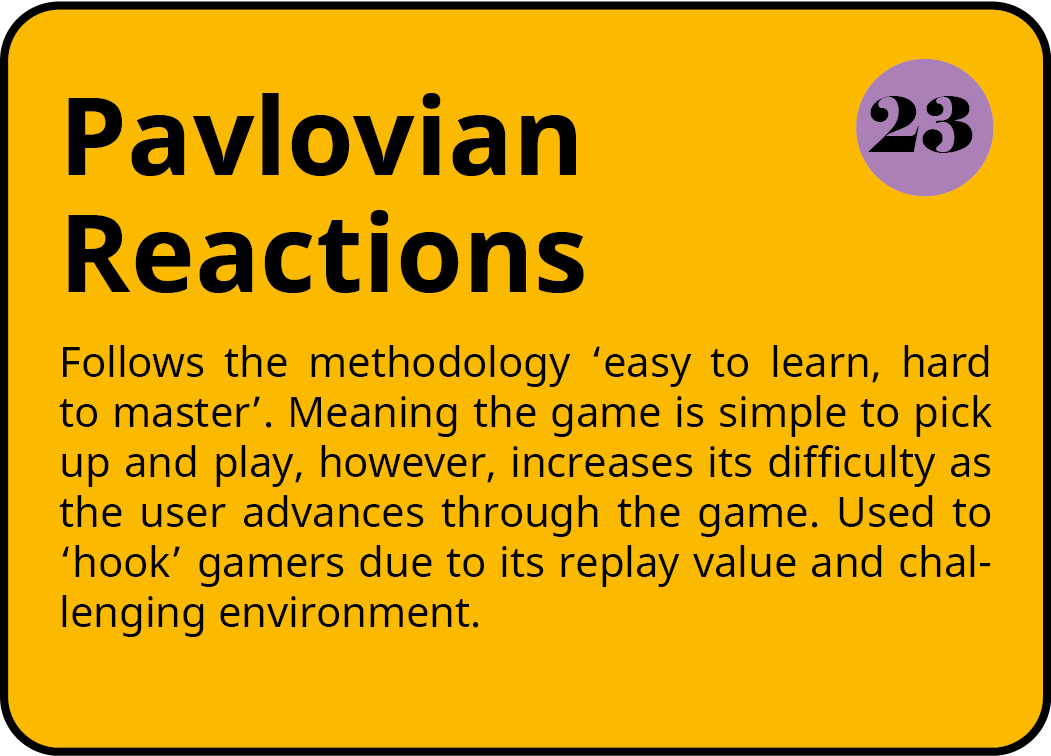 Pavlovian
Reactions
23
Follows the methodology ‘easy to learn, hard
to master’. Meaning the game is simple to pick
up and play, however, increases its difficulty as
the user advances through the game. Used to
‘hook’ gamers due to its replay value and chal-
lenging environment.